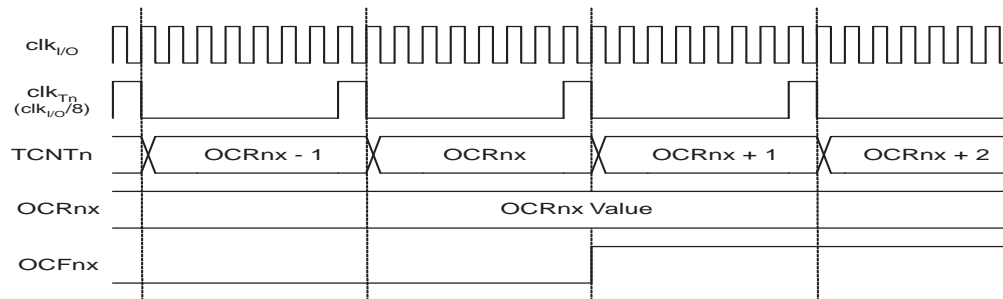 clkI/O
clkTn
(clkI/O/8)
TCNTn OCRnx - 1 OCRnx OCRnx + 1 OCRnx + 2
OCRnx OCRnx Value
OCFnx